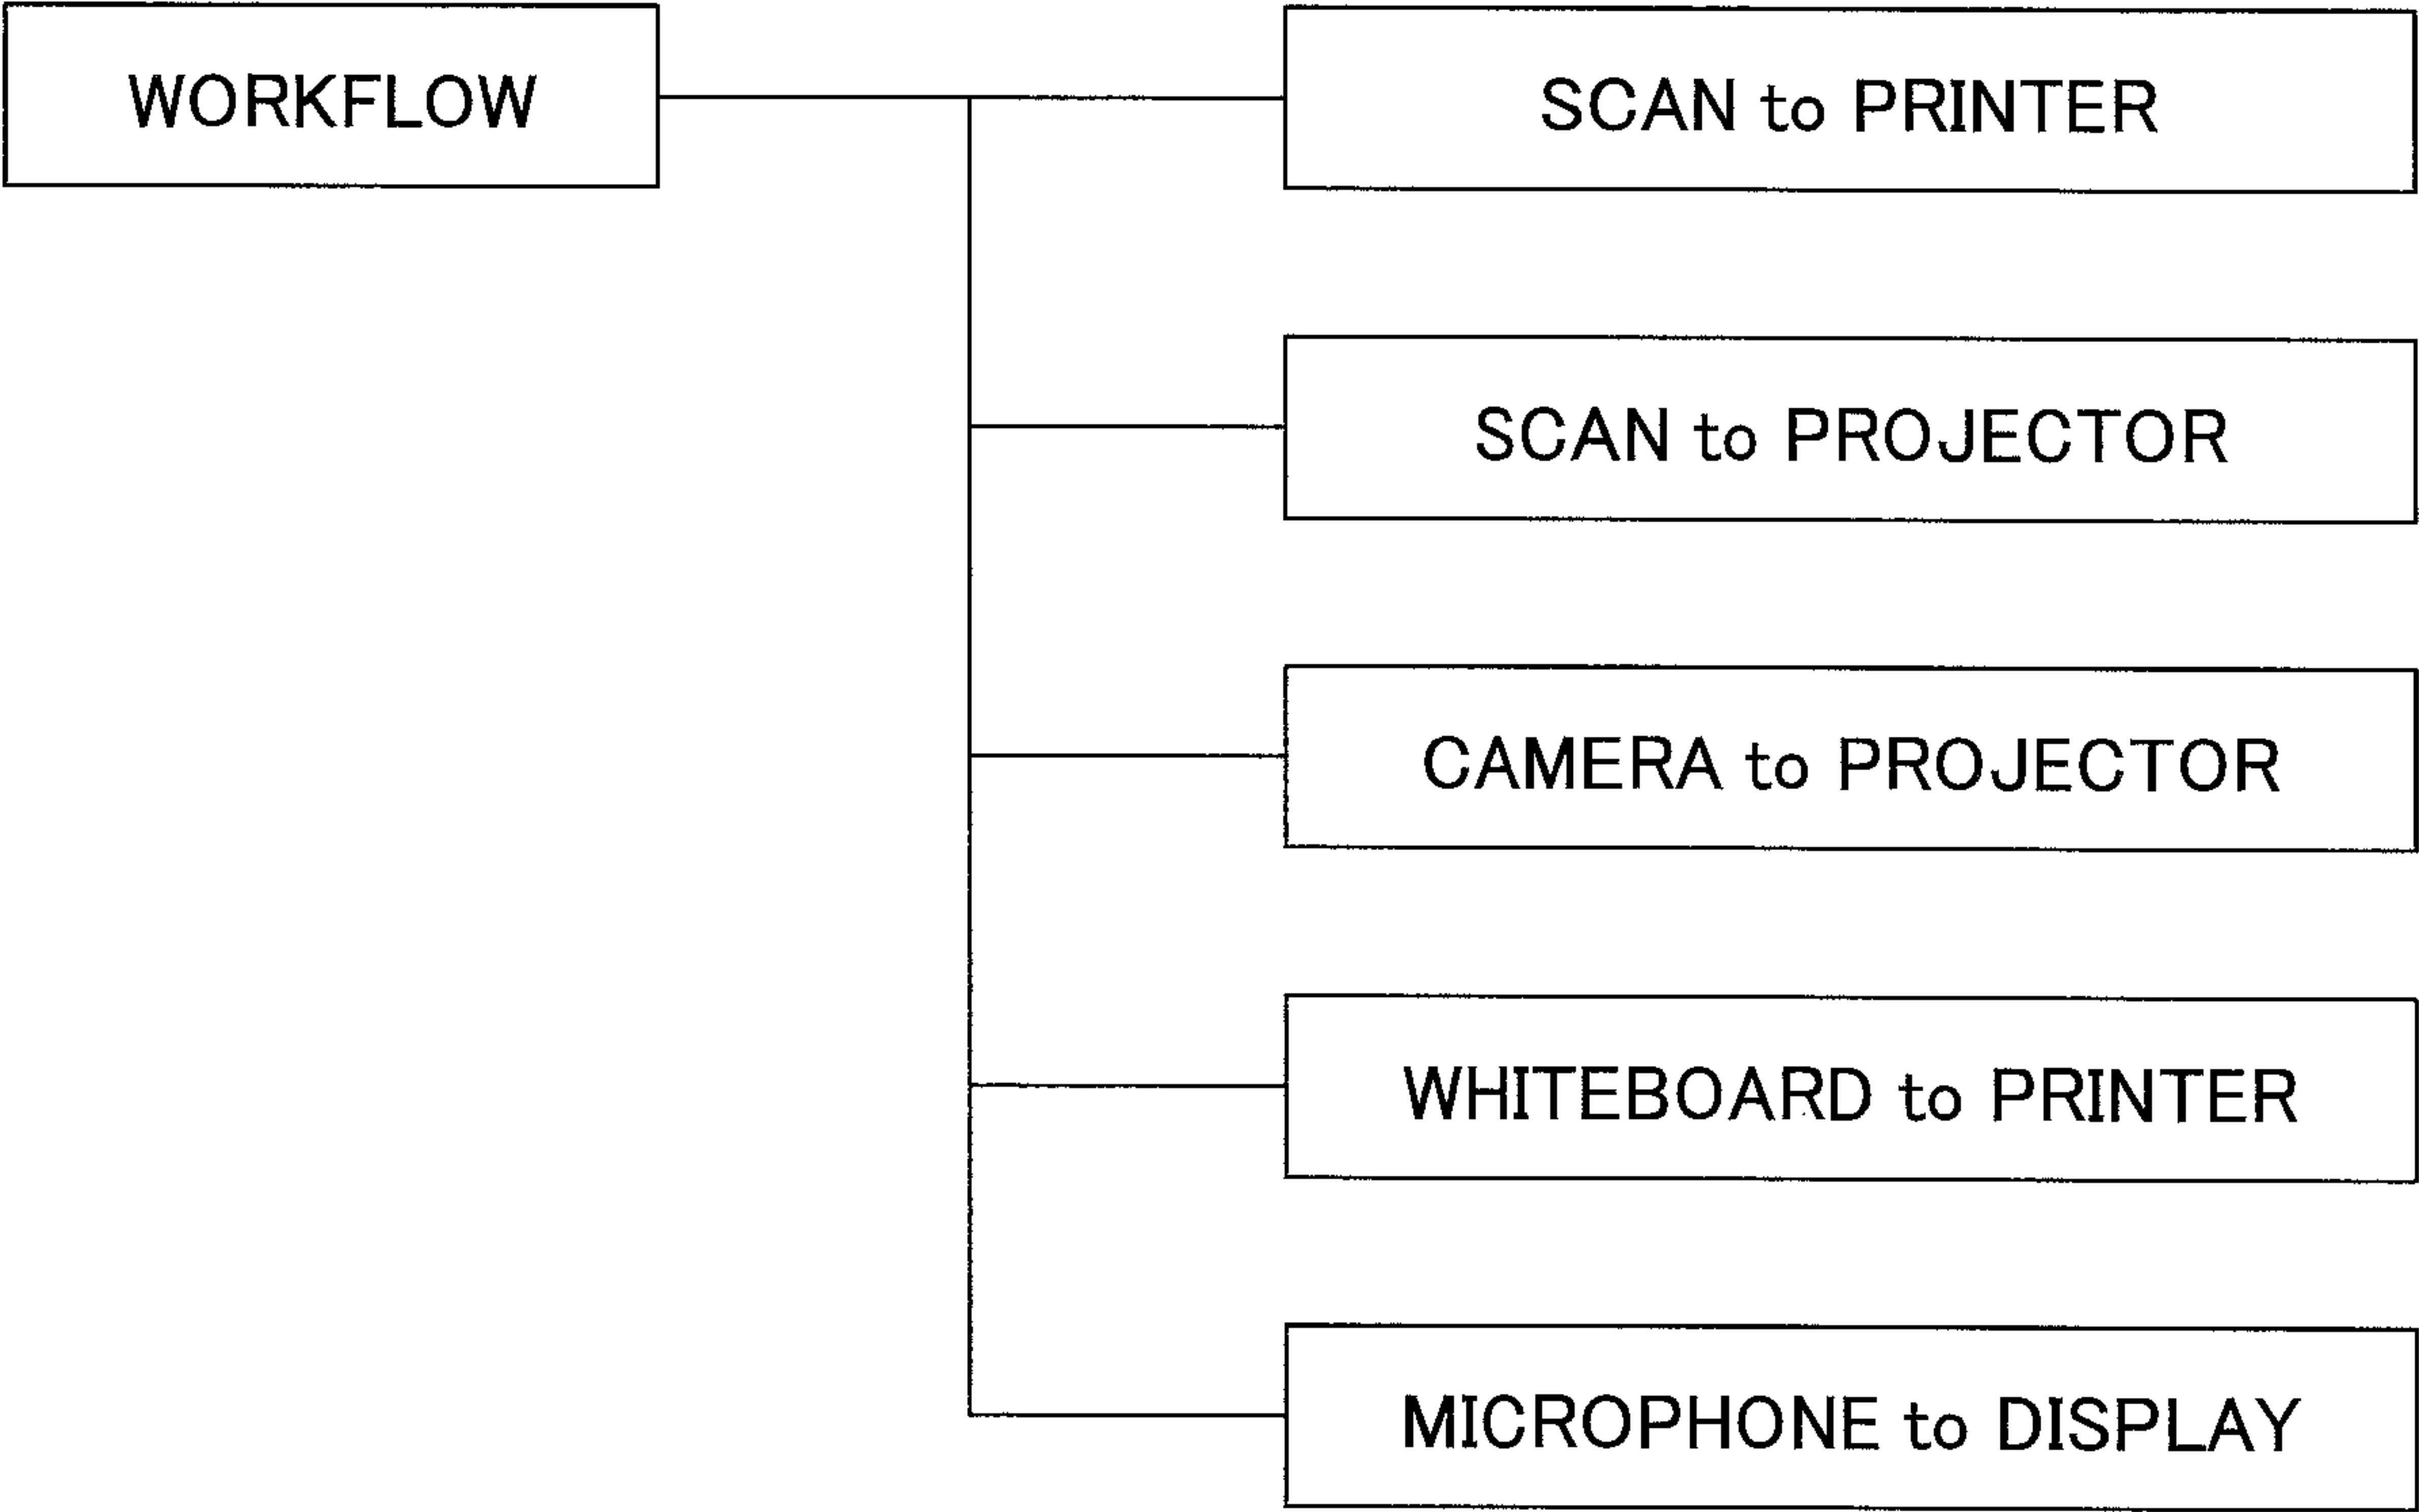 WORKFLOW
SCAN to PRINTER
SCAN to PROJECTOR
CAMERA to PROJECTOR
WHITEBOARD to PRINTER
MICROPHONE to DISPLAY